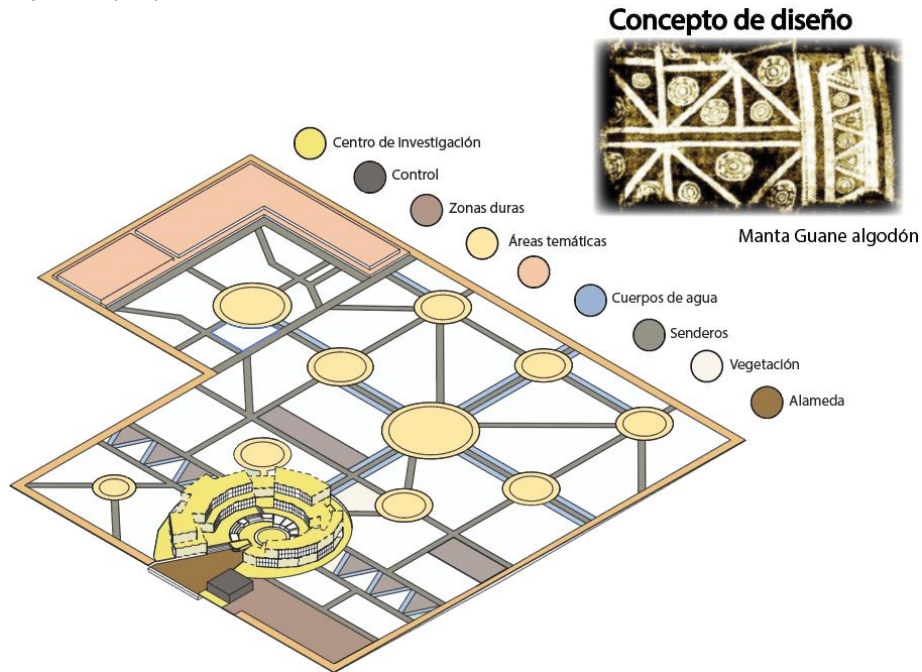 Concepto de diseño
Manta Guane algodón
Centro de investigación
Control
Zonas duras
Áreas temáticas
Cuerpos de agua
Senderos
Vegetación
Alameda